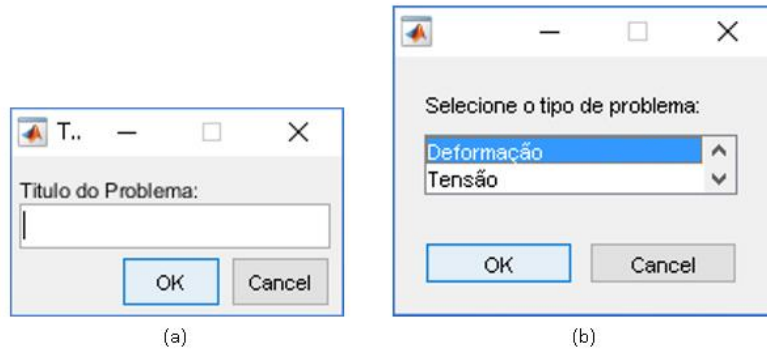 T..
Titulo do Problema:
OK
Cancel
(a)
Selecione o tipo de problema:
Deformação
Tensão
OK
Cancel
(b)